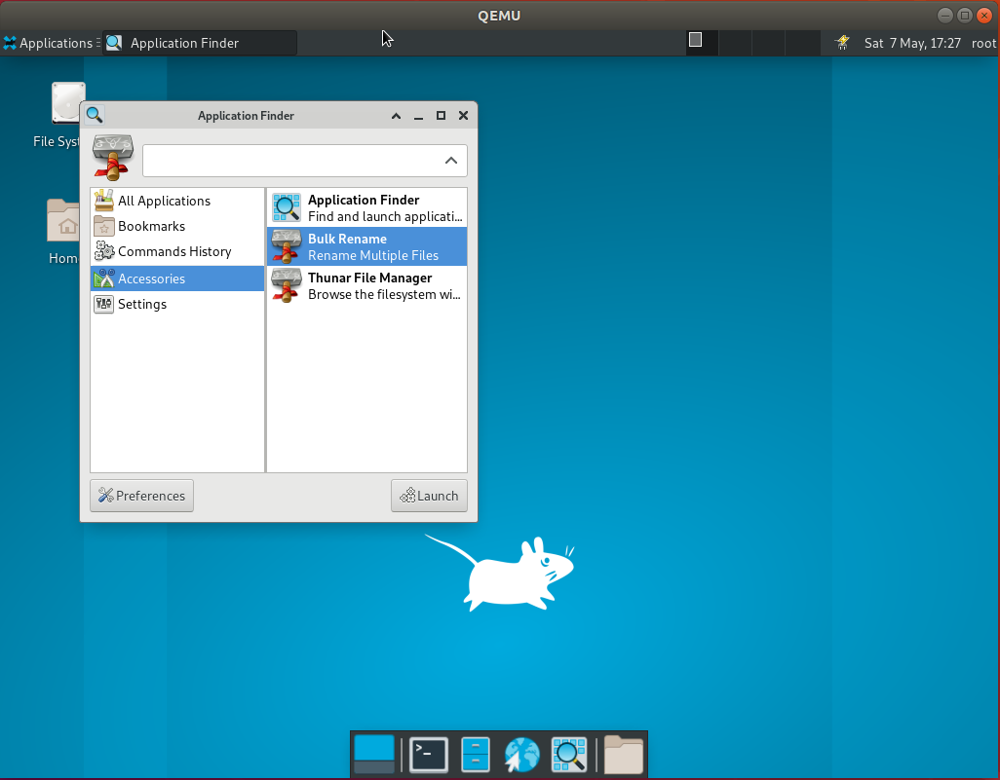 QEMU
Applications
Application Finder
Sat 7 May, 17:27
root
File Syst
Home
Application Finder
All Applications
Bookmarks
Commands History
Accessories
Settings
Application Finder
Find and launch applicati...
Bulk Rename
Rename Multiple Files
Thunar File Manager
Browse the filesystem wi...
Preferences
Launch
>-